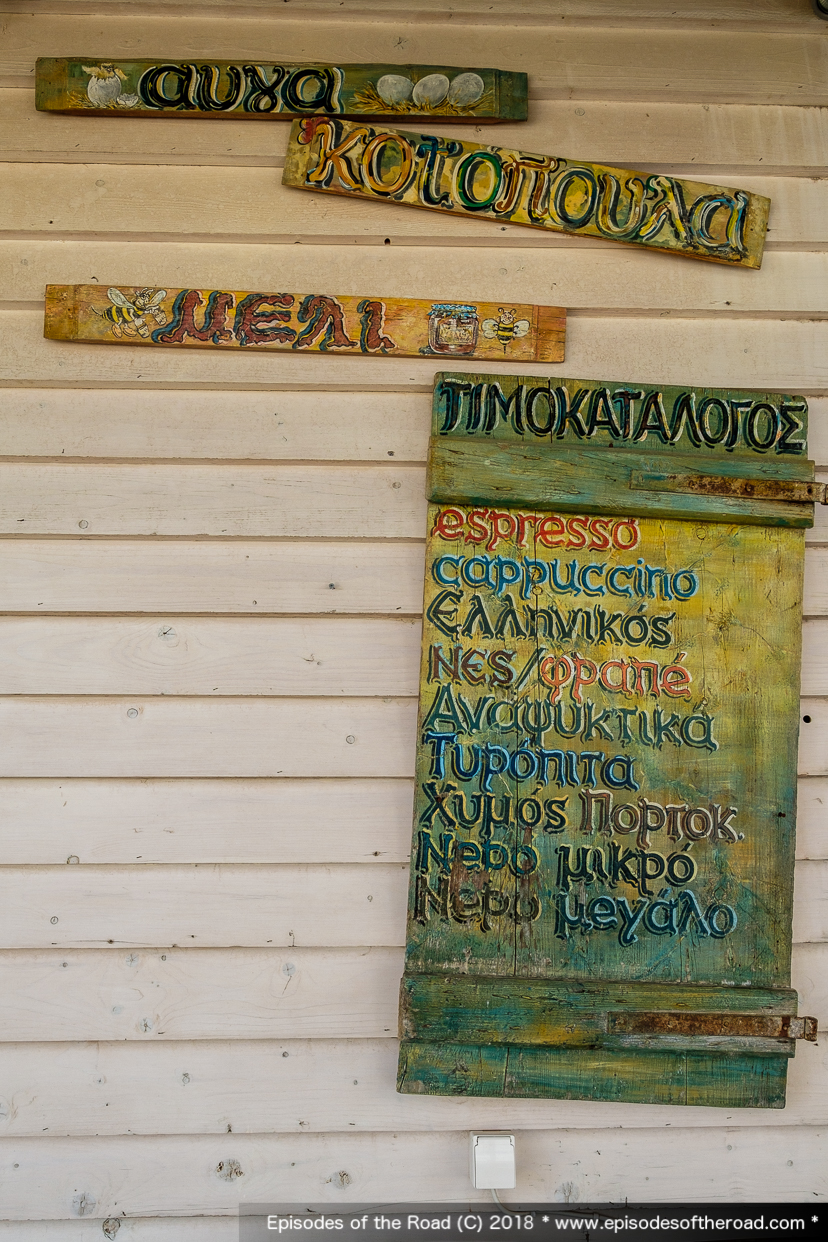 αυγα
κοτόπουλα
μελι
ΤΙΜΟΚΑΤΑΛΟΓΟΣ
espresso
cappuccino
Ελληνικός
ΝΕS/φραπέ
Αναψυκτικά
Τυρόπιτα
Χυμός Πορτοκ.
Νερο μικρό
Νερο μεγάλο
Episodes of the Road (C) 2018 * www.episodesoftheroad.com *